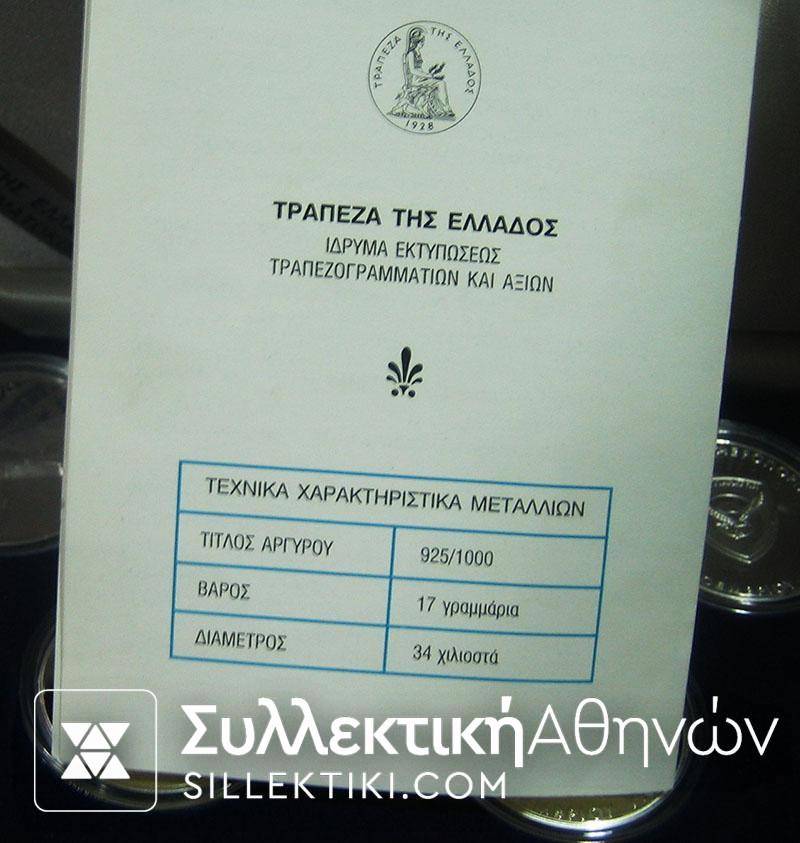 ΤΡΑΠΕΖΑ ΤΗΣ ΕΛΛΑΔΟΣ
1928
ΤΡΑΠΕΖΑ ΤΗΣ ΕΛΛΑΔΟΣ
ΙΔΡΥΜΑ ΕΚΤΥΠΩΣΕΩΣ
ΤΡΑΠΕΖΟΓΡΑΜΜΑΤΙΩΝ ΚΑΙ ΑΞΙΩΝ
ΤΕΧΝΙΚΑ ΧΑΡΑΚΤΗΡΙΣΤΙΚΑ ΜΕΤΑΛΛΙΩΝ
ΤΙΤΛΟΣ ΑΡΓΥΡΟΥ 925/1000
ΒΑΡΟΣ 17 γραμμάρια
ΔΙΑΜΕΤΡΟΣ 34 χιλιοστά
ΣυλλεκτικήΑθηνών
SILLEKTIKI.COM